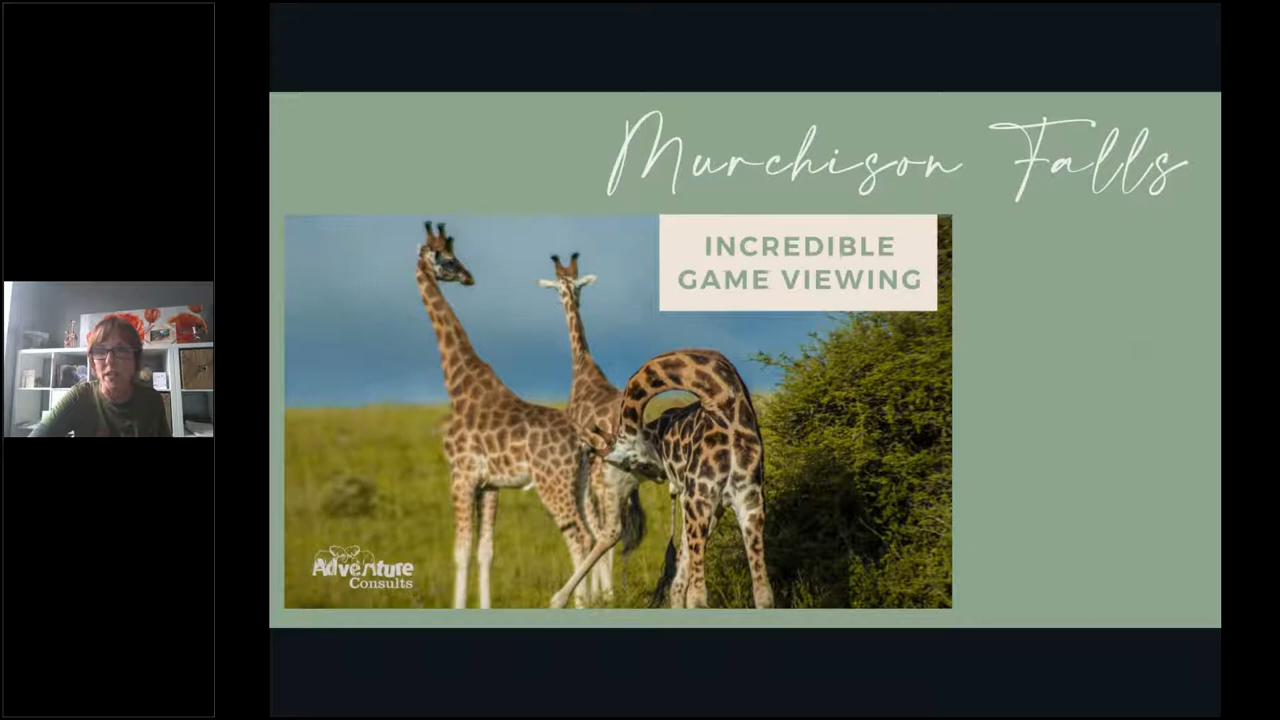 Murchison Falls
INCREDIBLE
GAME VIEWING
Adventure
Consults